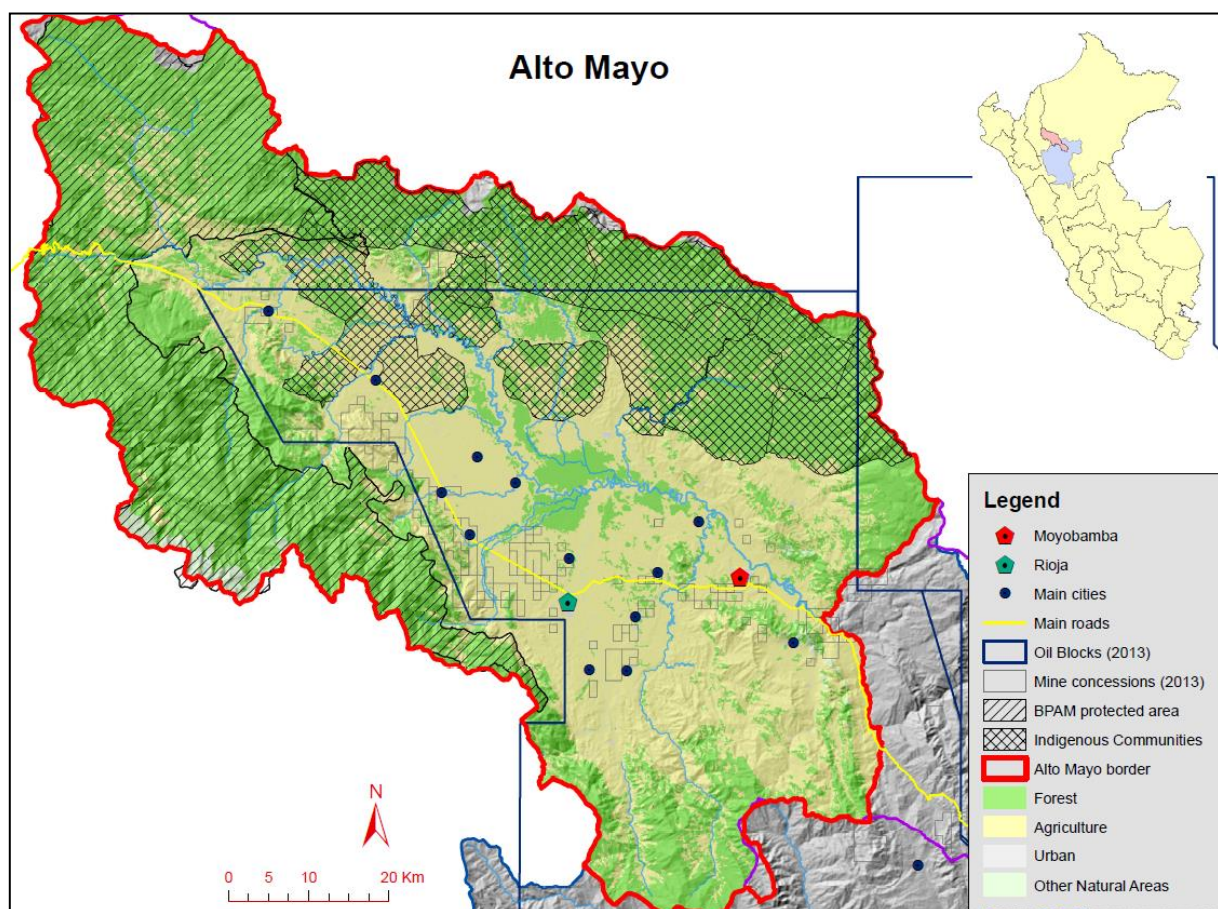 Alto Mayo
Legend
Moyobamba
Rioja
Main cities
Main roads
Oil Blocks (2013)
Mine concessions (2013)
BPAM protected area
Indigenous Communities
Alto Mayo border
Forest
Agriculture
Urban
Other Natural Areas
N
0 5 10 20 Km